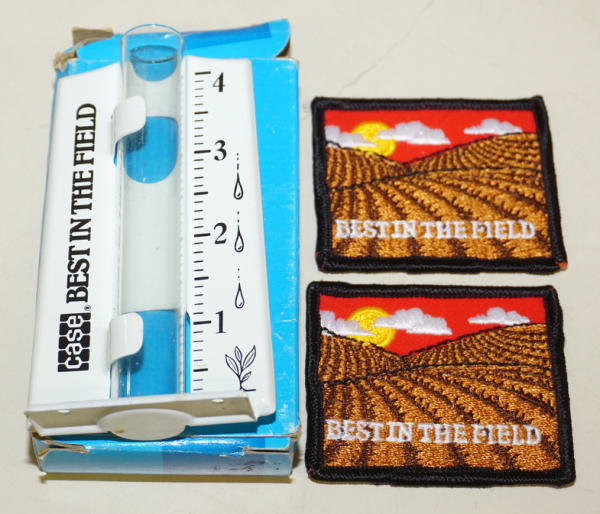 case® BEST IN THE FIELD
4
3
2
1
BEST IN THE FIELD
BEST IN THE FIELD